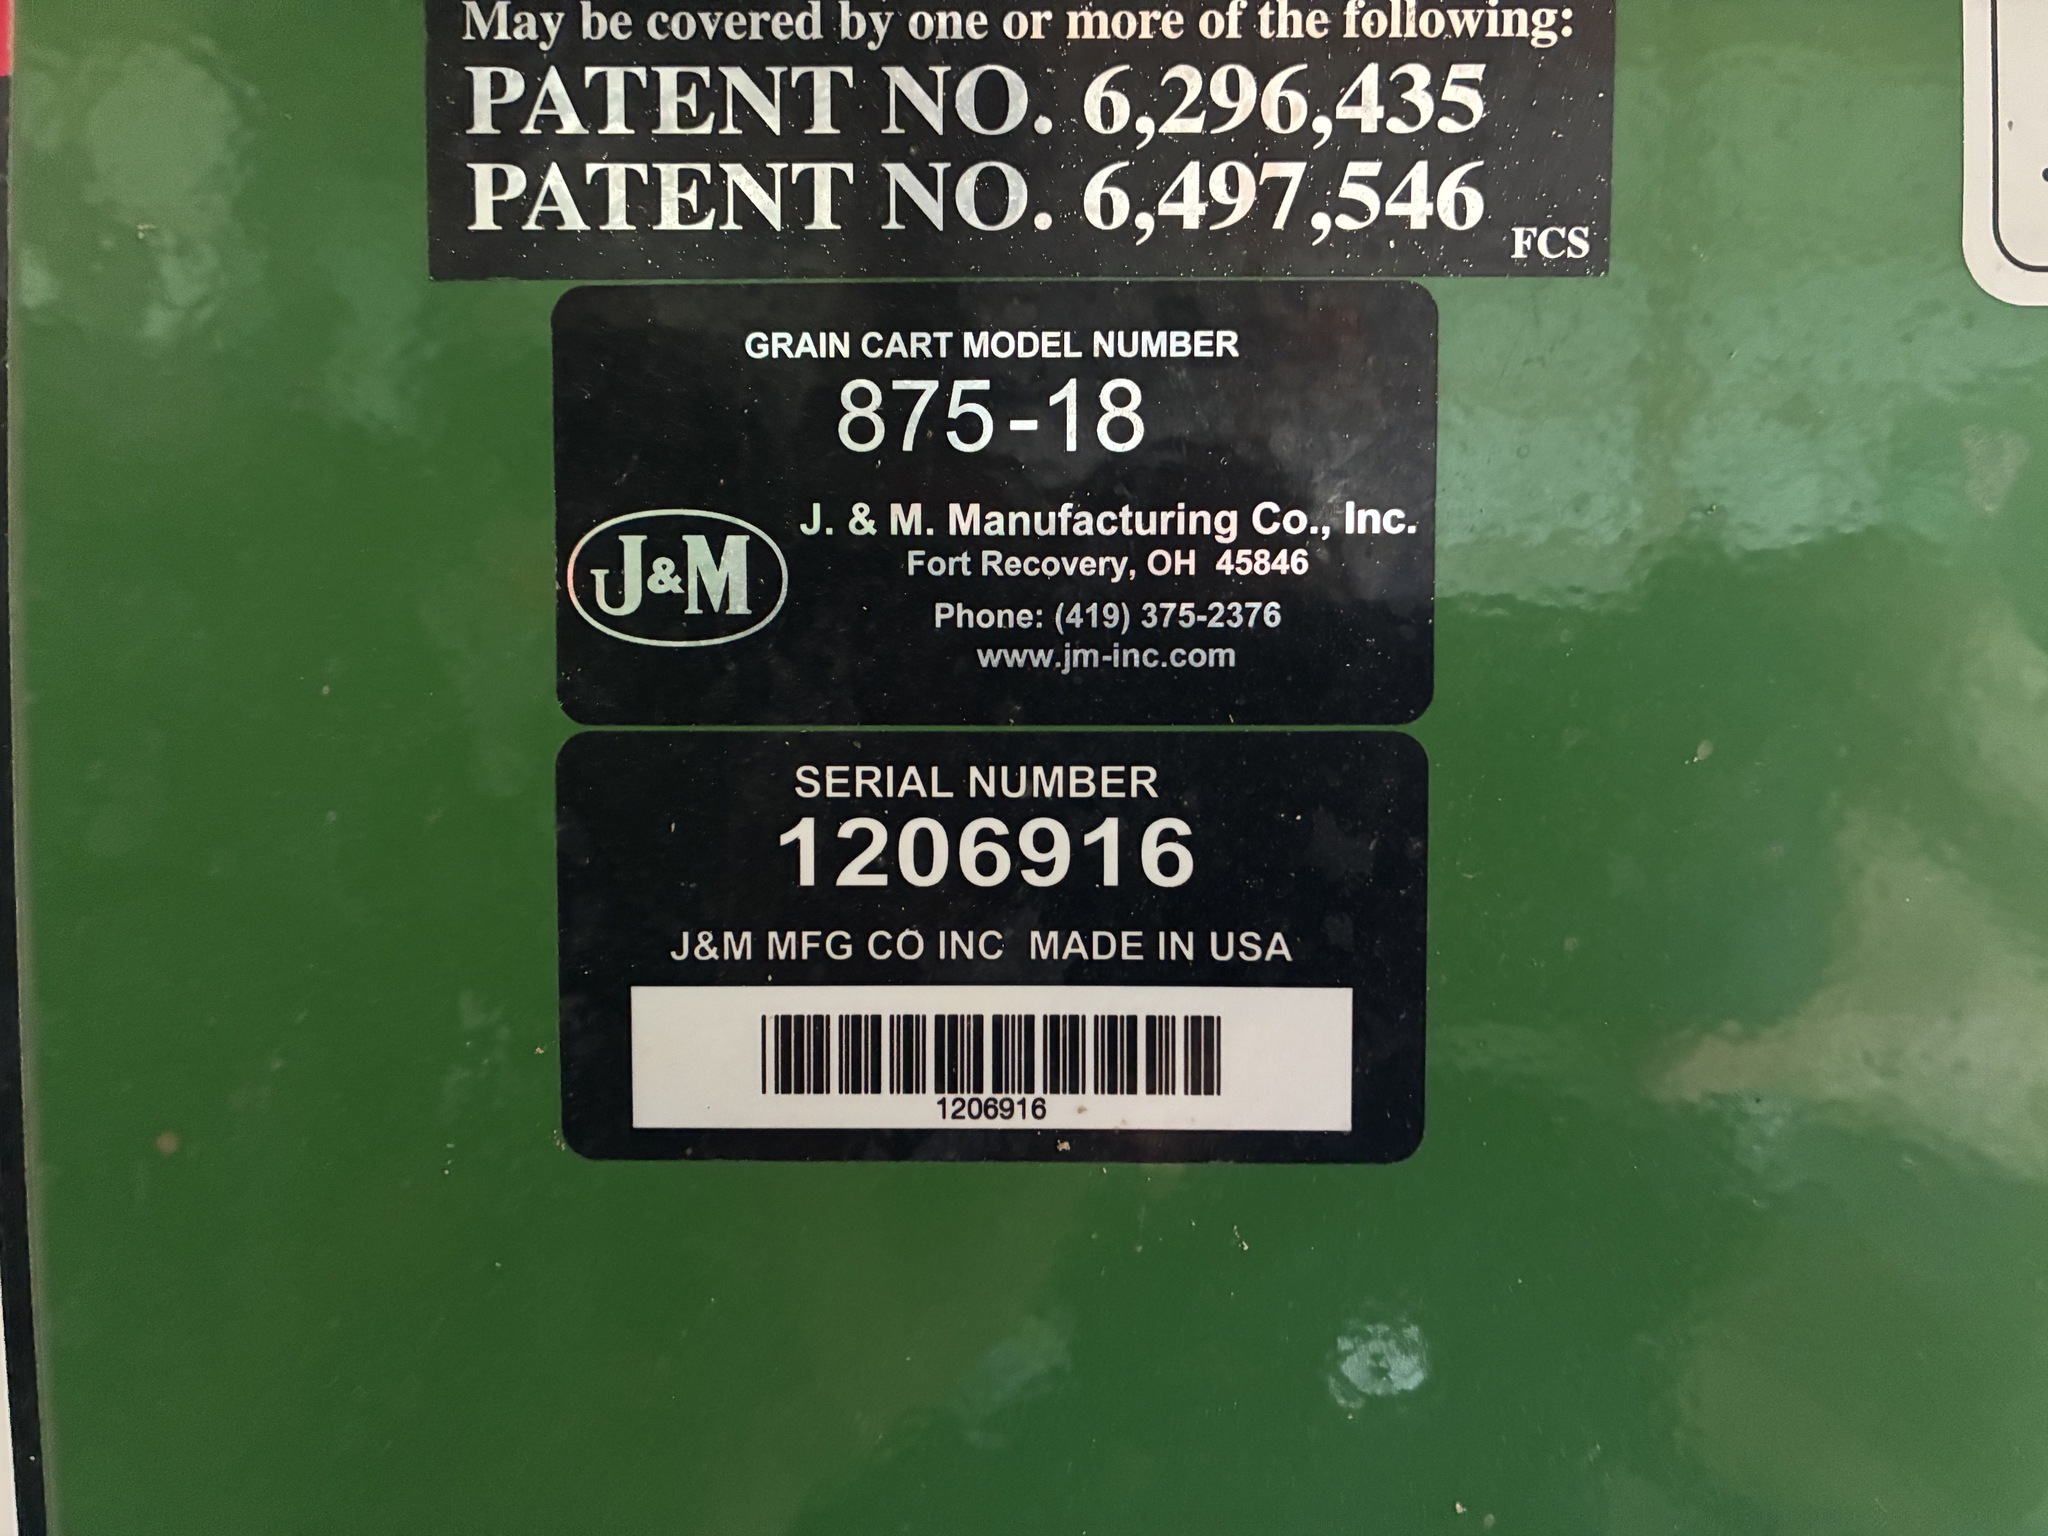 May be covered by one or more of the following:
PATENT NO. 6,296,435
PATENT NO. 6,497,546
FCS
GRAIN CART MODEL NUMBER
875-18
J&M
J. & M. Manufacturing Co., Inc.
Fort Recovery, OH 45846
Phone: (419) 375-2376
www.jm-inc.com
SERIAL NUMBER
1206916
J&M MFG CO INC MADE IN USA
1206916